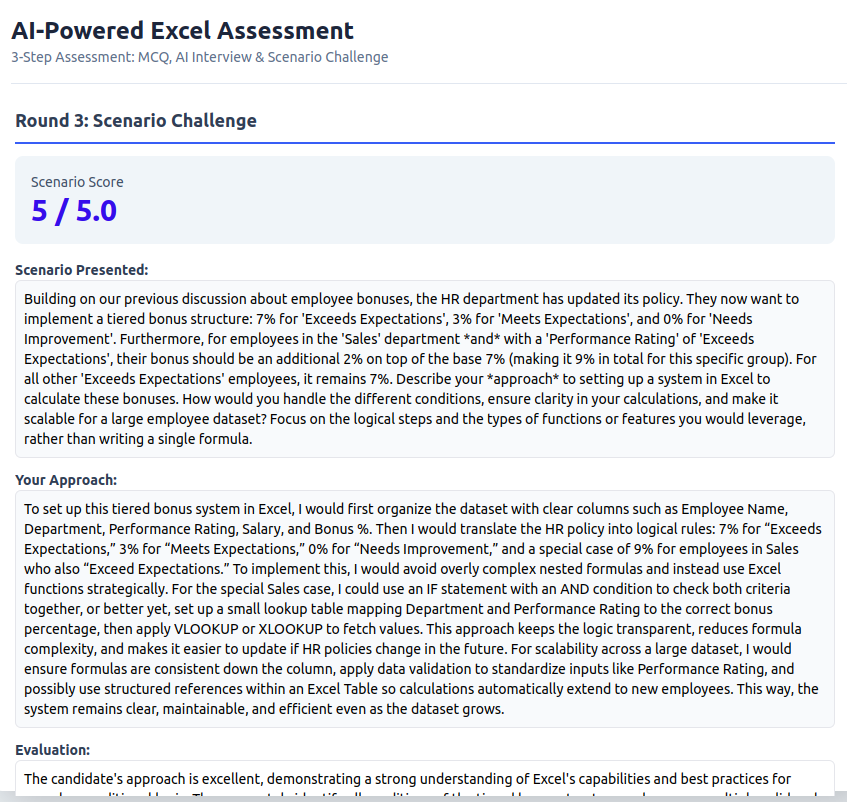 AI-Powered Excel Assessment
3-Step Assessment: MCQ, AI Interview & Scenario Challenge
Round 3: Scenario Challenge
Scenario Score
5 / 5.0
Scenario Presented:
Building on our previous discussion about employee bonuses, the HR department has updated its policy. They now want to
implement a tiered bonus structure: 7% for 'Exceeds Expectations', 3% for 'Meets Expectations', and 0% for 'Needs
Improvement'. Furthermore, for employees in the 'Sales' department *and* with a 'Performance Rating' of 'Exceeds
Expectations', their bonus should be an additional 2% on top of the base 7% (making it 9% in total for this specific group). For
all other 'Exceeds Expectations' employees, it remains 7%. Describe your *approach* to setting up a system in Excel to
calculate these bonuses. How would you handle the different conditions, ensure clarity in your calculations, and make it
scalable for a large employee dataset? Focus on the logical steps and the types of functions or features you would leverage,
rather than writing a single formula.
Your Approach:
To set up this tiered bonus system in Excel, I would first organize the dataset with clear columns such as Employee Name,
Department, Performance Rating, Salary, and Bonus %. Then I would translate the HR policy into logical rules: 7% for “Exceeds
Expectations,” 3% for “Meets Expectations,” 0% for “Needs Improvement,” and a special case of 9% for employees in Sales
who also “Exceed Expectations.” To implement this, I would avoid overly complex nested formulas and instead use Excel
functions strategically. For the special Sales case, I could use an IF statement with an AND condition to check both criteria
together, or better yet, set up a small lookup table mapping Department and Performance Rating to the correct bonus
percentage, then apply VLOOKUP or XLOOKUP to fetch values. This approach keeps the logic transparent, reduces formula
complexity, and makes it easier to update if HR policies change in the future. For scalability across a large dataset, I would
ensure formulas are consistent down the column, apply data validation to standardize inputs like Performance Rating, and
possibly use structured references within an Excel Table so calculations automatically extend to new employees. This way, the
system remains clear, maintainable, and efficient even as the dataset grows.
Evaluation:
The candidate's approach is excellent, demonstrating a strong understanding of Excel's capabilities and best practices for